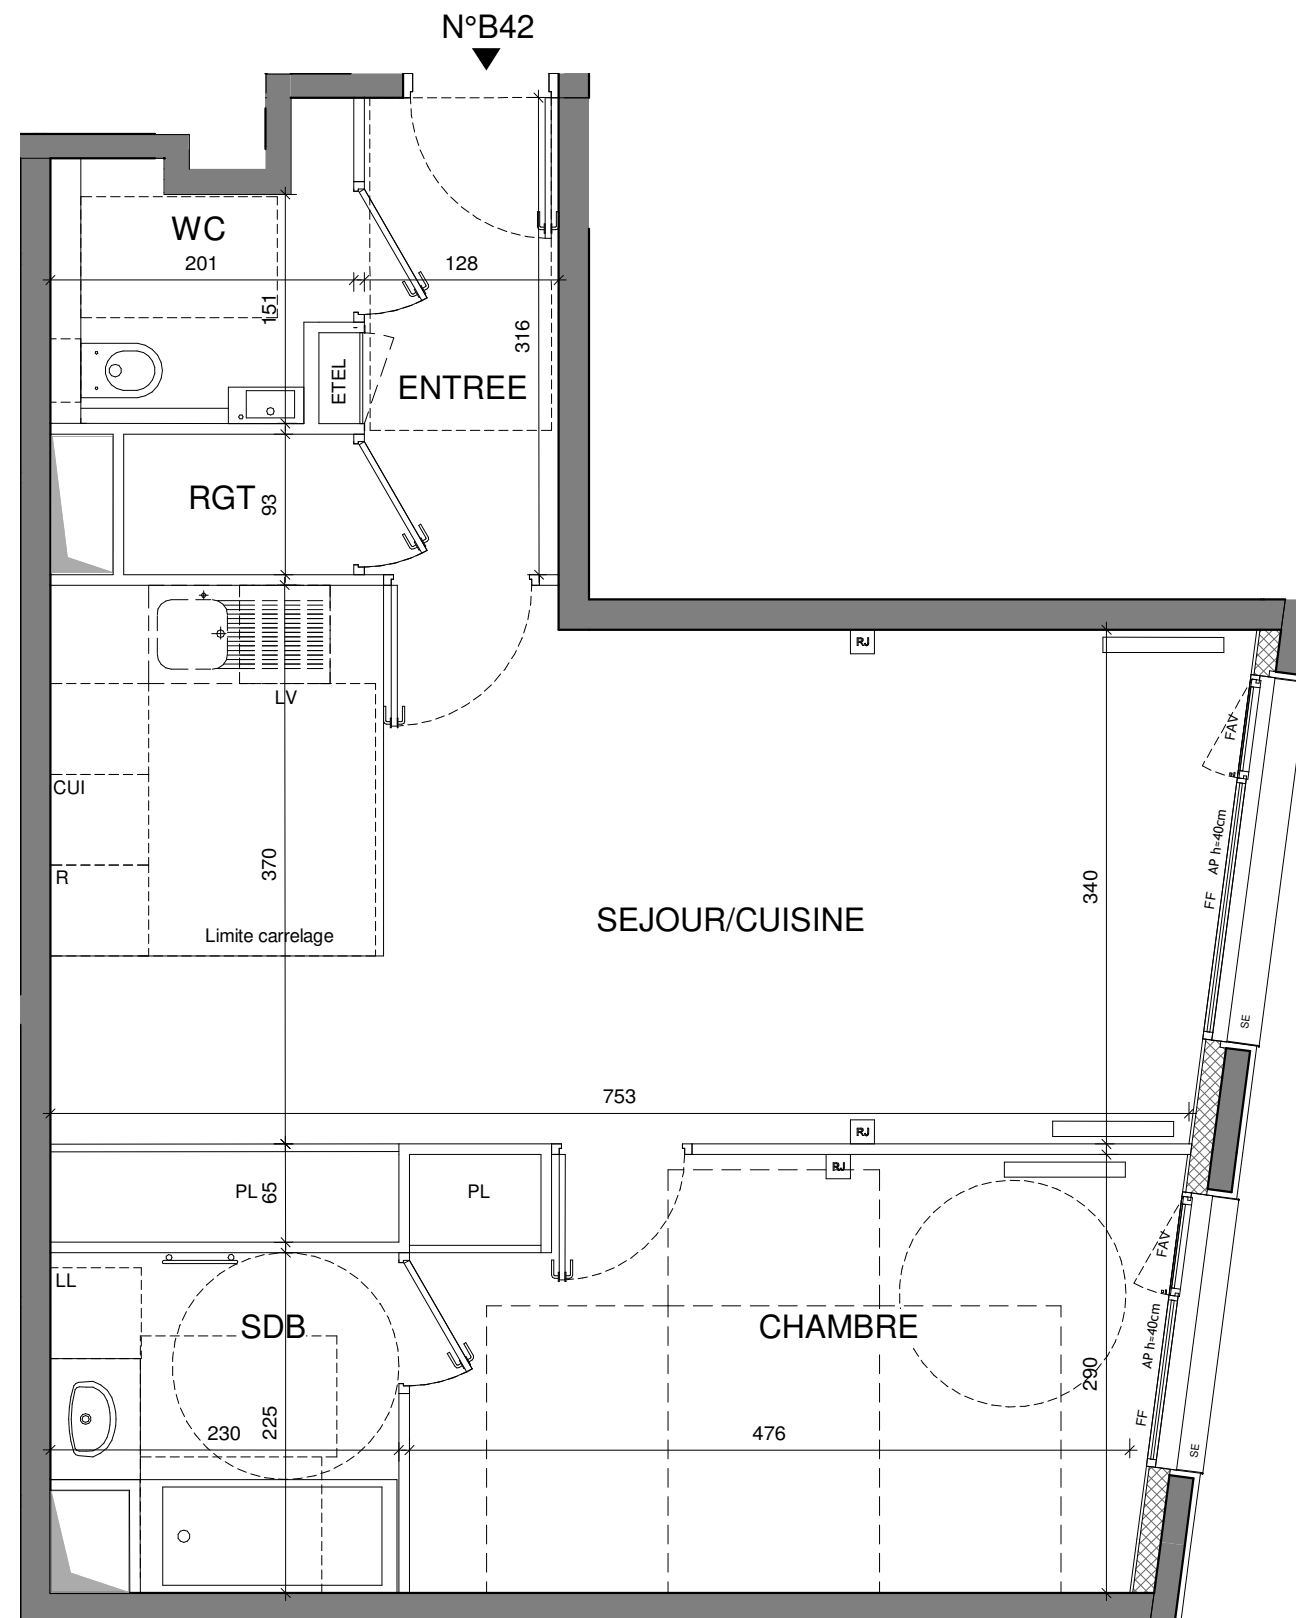 N°B42
WC
201
128
151
316
ETEL
ENTREE
RGT
93
RJ
LV
FAV
CUI
AP h=40cm
370
340
R
FF
SEJOUR/CUISINE
Limite carrelage
SE
753
RJ
RJ
PL
65
PL
FAV
LL
SDB
CHAMBRE
AP h=40cm
290
225
FF
230
476
SE